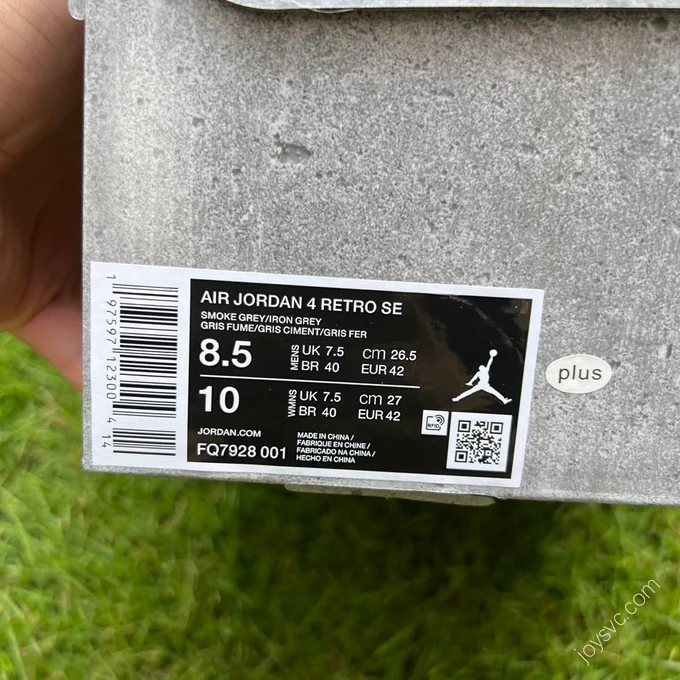 AIR JORDAN 4 RETRO SE
SMOKE GREY/IRON GREY
GRIS FUME/GRIS CIMENT/GRIS FER
8.5 MENS UK 7.5 cm 26.5
BR 40 EUR 42
10 WMNS UK 7.5 cm 27
BR 40 EUR 42
JORDAN.COM
FQ7928 001
MADE IN CHINA/
FABRIQUE EN CHINE/
FABRICADO NA CHINA/
HECHO EN CHINA
RFID
1 97597 12300 4 14
plus
joysvc.com